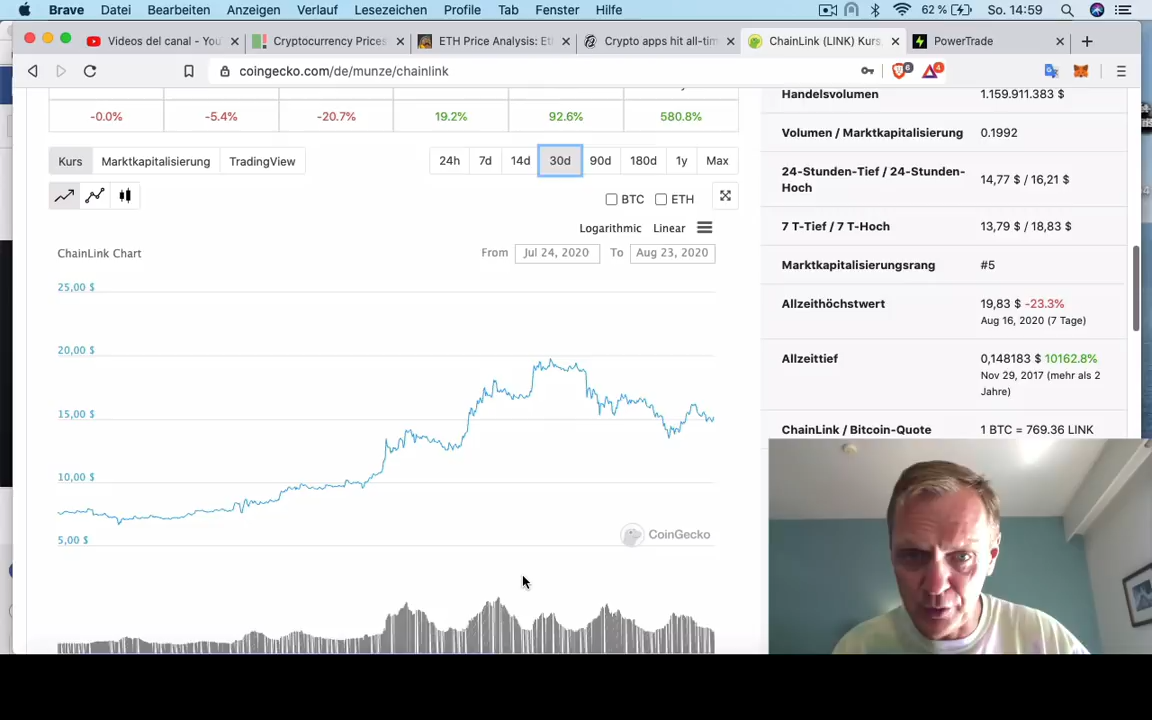 Brave Datei Bearbeiten Anzeigen Verlauf Lesezeichen Profile Tab Fenster Hilfe 62 % So. 14:59
Videos del canal - You Cryptocurrency Prices ETH Price Analysis: Et Crypto apps hit all-tim ChainLink (LINK) Kurs, PowerTrade
coingecko.com/de/munze/chainlink 6 4
-0.0% -5.4% -20.7% 19.2% 92.6% 580.8%
Kurs Marktkapitalisierung TradingView 24h 7d 14d 30d 90d 180d 1y Max
BTC ETH
Logarithmic Linear
ChainLink Chart From Jul 24, 2020 To Aug 23, 2020
25,00 $
20,00 $
15,00 $
10,00 $
5,00 $
CoinGecko
Handelsvolumen 1.159.911.383 $
Volumen / Marktkapitalisierung 0.1992
24-Stunden-Tief / 24-Stunden-
Hoch 14,77 $ / 16,21 $
7 T-Tief / 7 T-Hoch 13,79 $ / 18,83 $
Marktkapitalisierungsrang #5
Allzeithöchstwert 19,83 $ -23.3%
Aug 16, 2020 (7 Tage)
Allzeittief 0,148183 $ 10162.8%
Nov 29, 2017 (mehr als 2
Jahre)
ChainLink / Bitcoin-Quote 1 BTC = 769.36 LINK